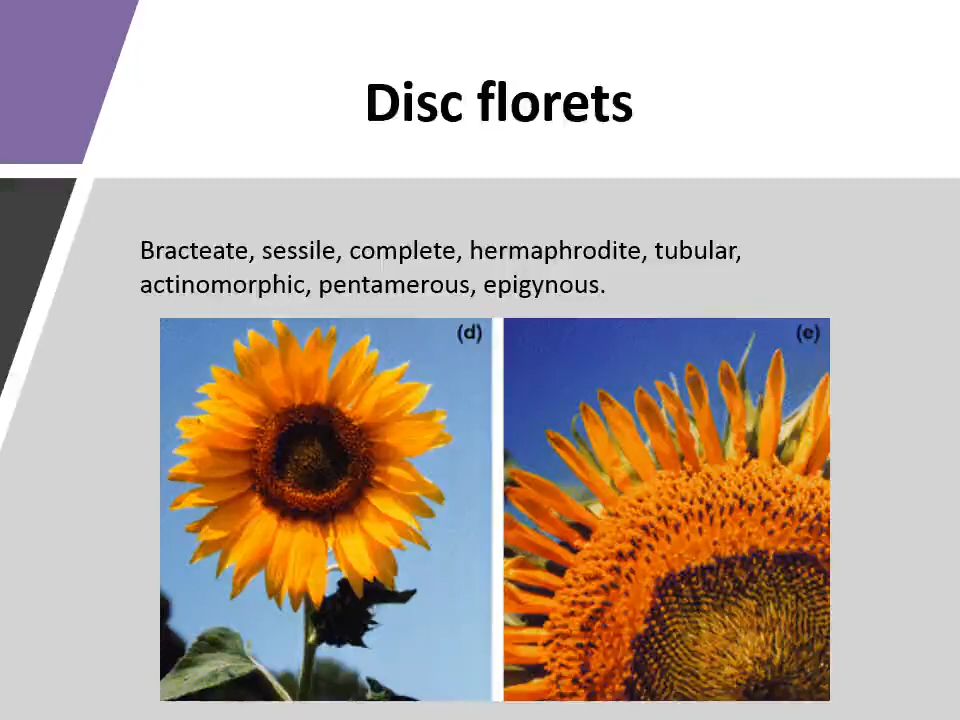 Disc florets
Bracteate, sessile, complete, hermaphrodite, tubular,
actinomorphic, pentamerous, epigynous.
(d)
(e)